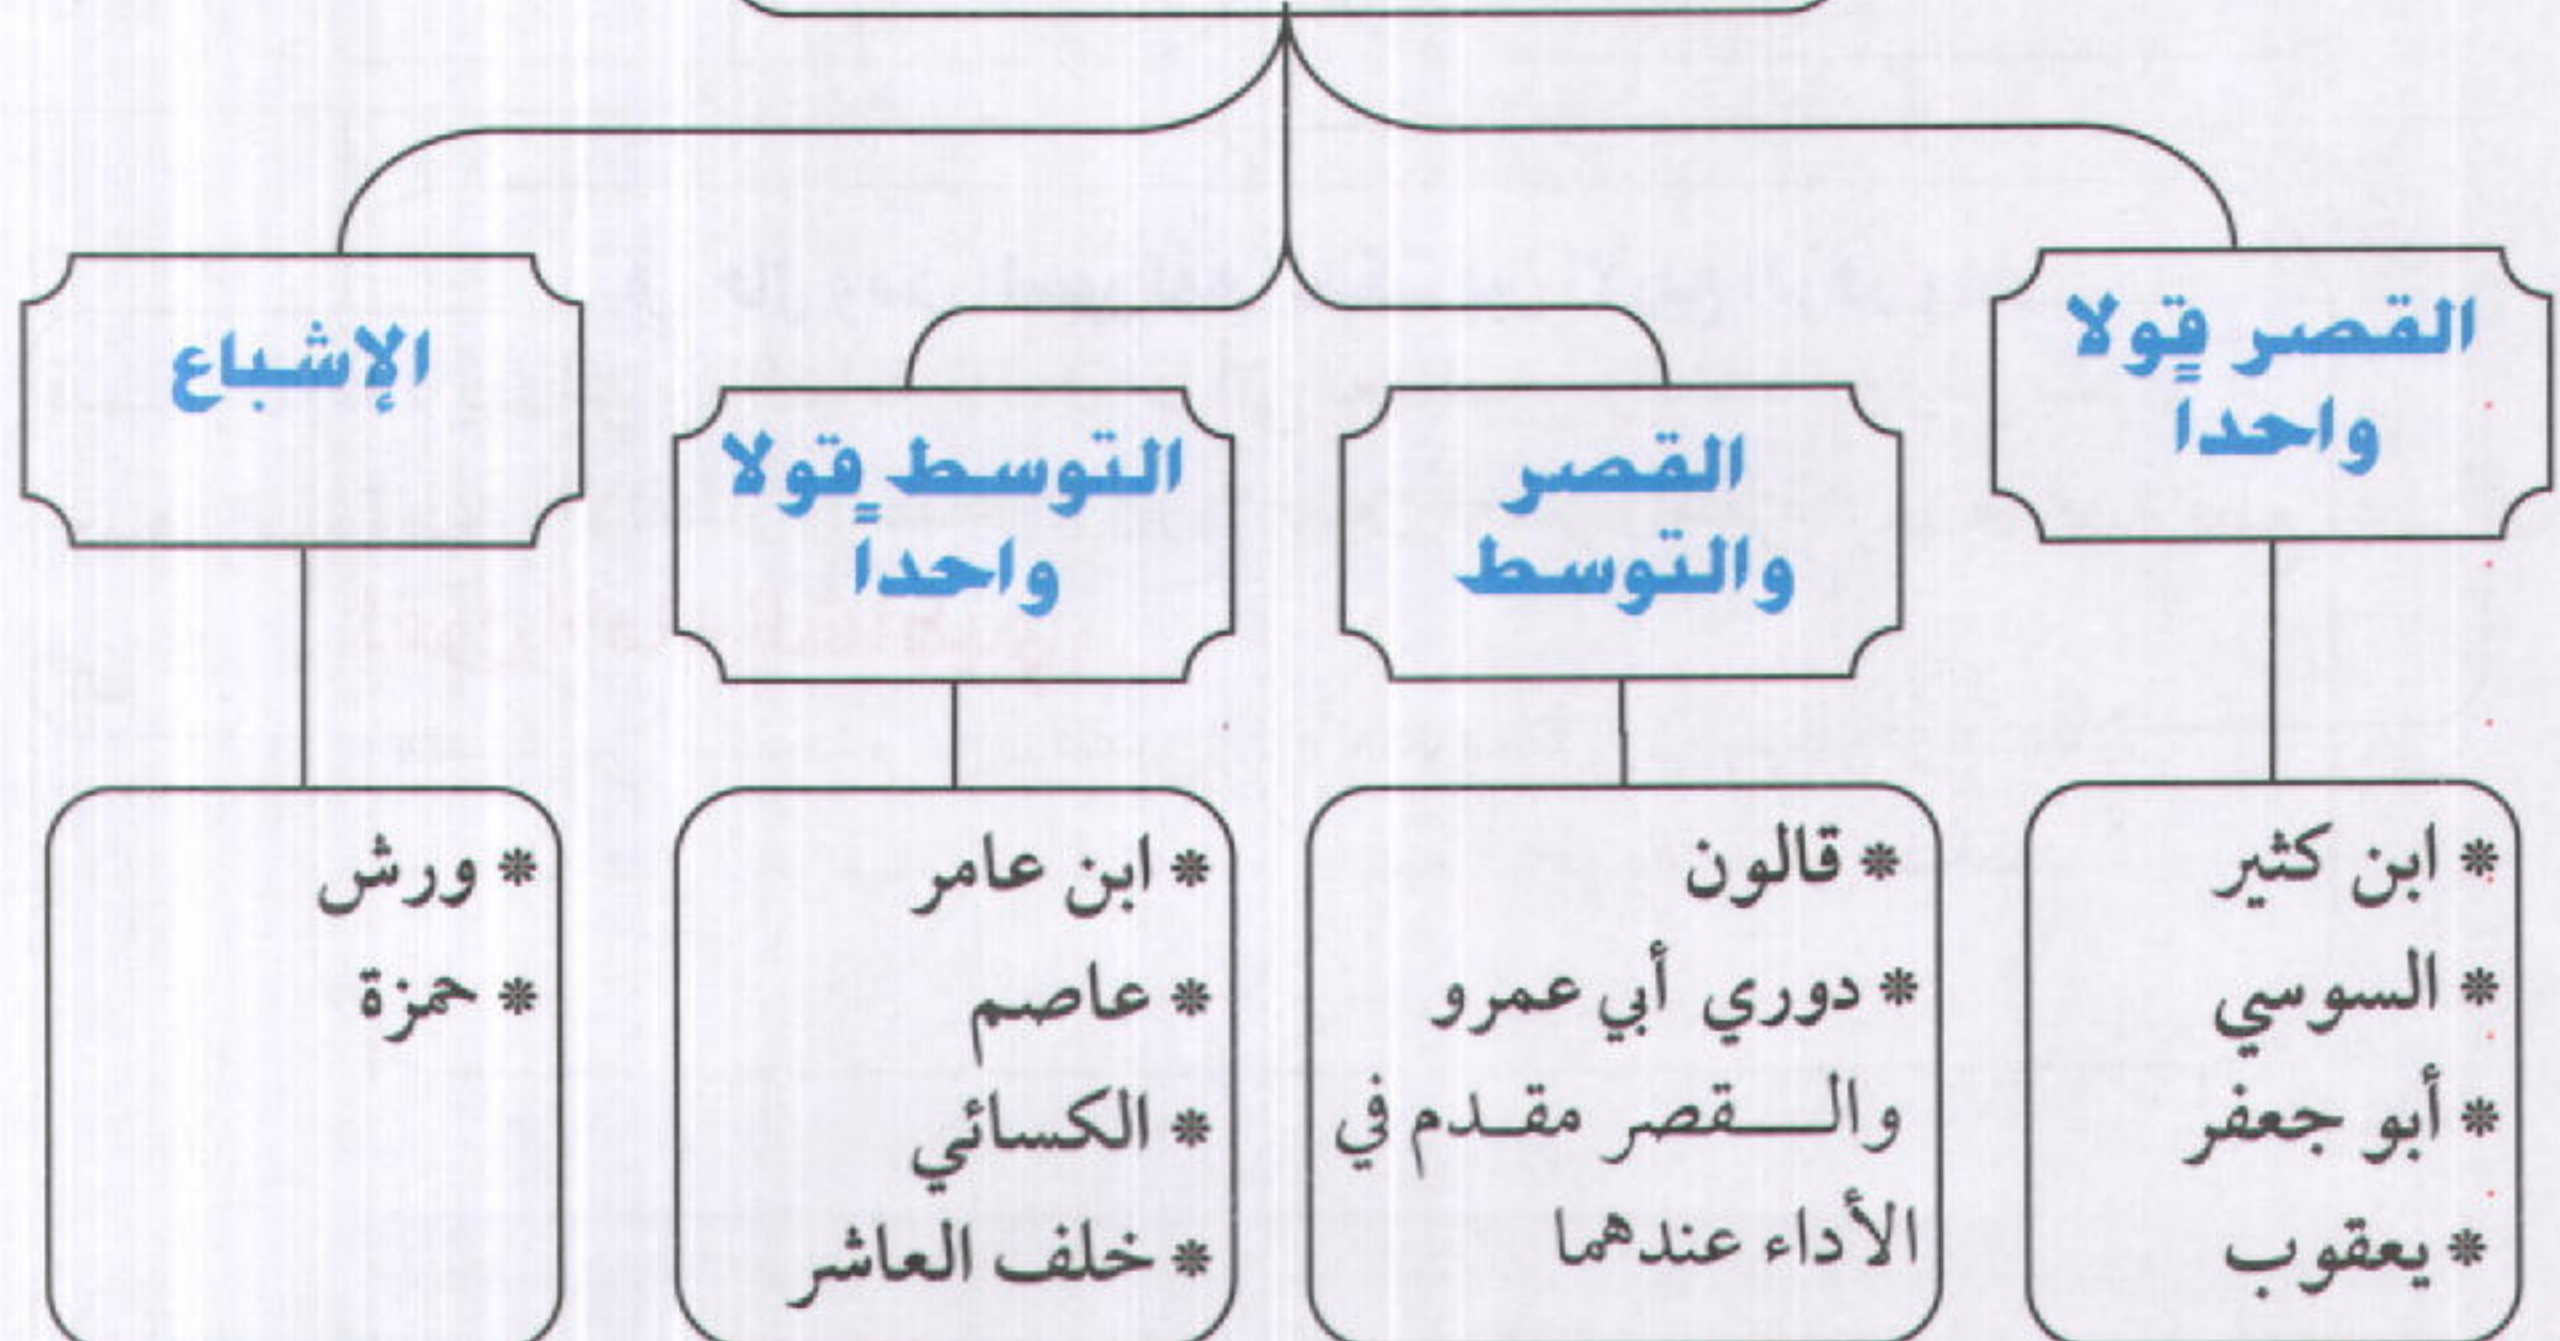 القصر قولا
واحداً
القصر
والتوسط
التوسط قولا
واحداً
الإشباع
* ابن كثير
* السوسي
* أبو جعفر
* يعقوب
* قالون
* دوري أبي عمرو
والقصر مقدم في
الأداء عندهما
* ابن عامر
* عاصم
* الكسائي
* خلف العاشر
* ورش
* حمزة